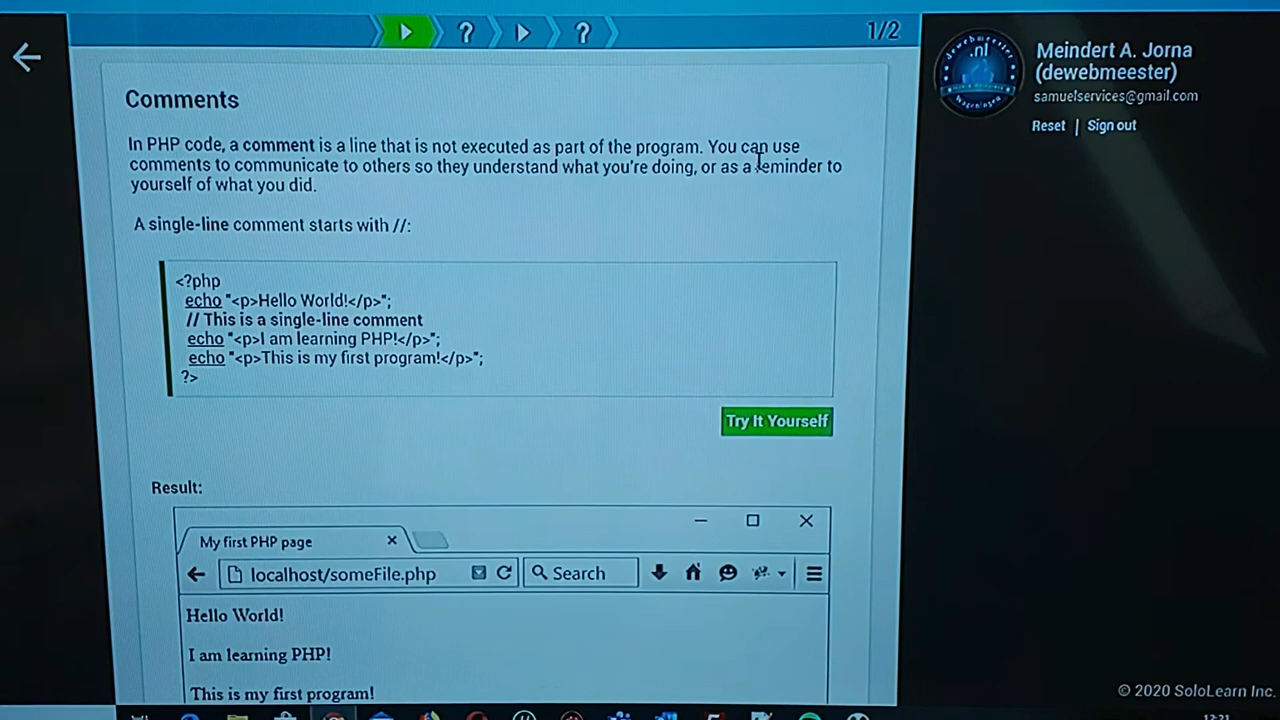 1/2
Meindert A. Jorna
(dewebmeester)
samuelservices@gmail.com
Reset | Sign out
.nl
Wageningen
Comments
In PHP code, a comment is a line that is not executed as part of the program. You can use
comments to communicate to others so they understand what you're doing, or as a reminder to
yourself of what you did.
A single-line comment starts with //:
<?php
echo "<p>Hello World!</p>";
// This is a single-line comment
echo "<p>I am learning PHP!</p>";
echo "<p>This is my first program!</p>";
?>
Try It Yourself
Result:
My first PHP page
localhost/someFile.php
Search
Hello World!
I am learning PHP!
This is my first program!
© 2020 SoloLearn Inc.